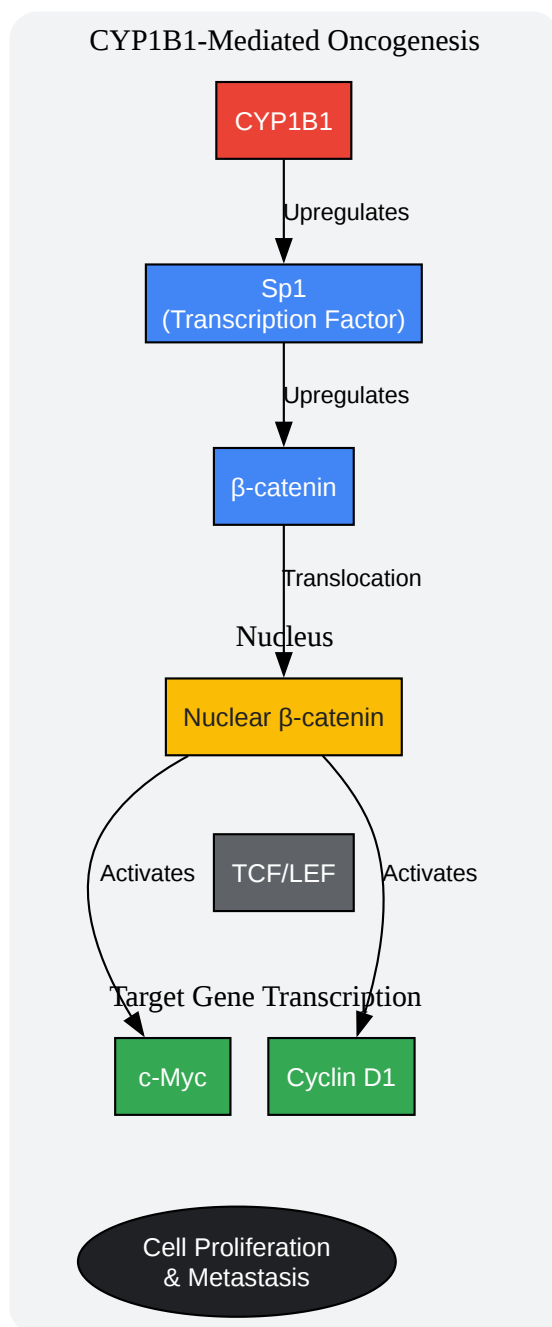 CYP1B1-Mediated Oncogenesis
CYP1B1
Upregulates
Sp1
(Transcription Factor)
Upregulates
β-catenin
Translocation
Nucleus
Nuclear β-catenin
Activates
TCF/LEF
Activates
Target Gene Transcription
c-Myc
Cyclin D1
Cell Proliferation
& Metastasis